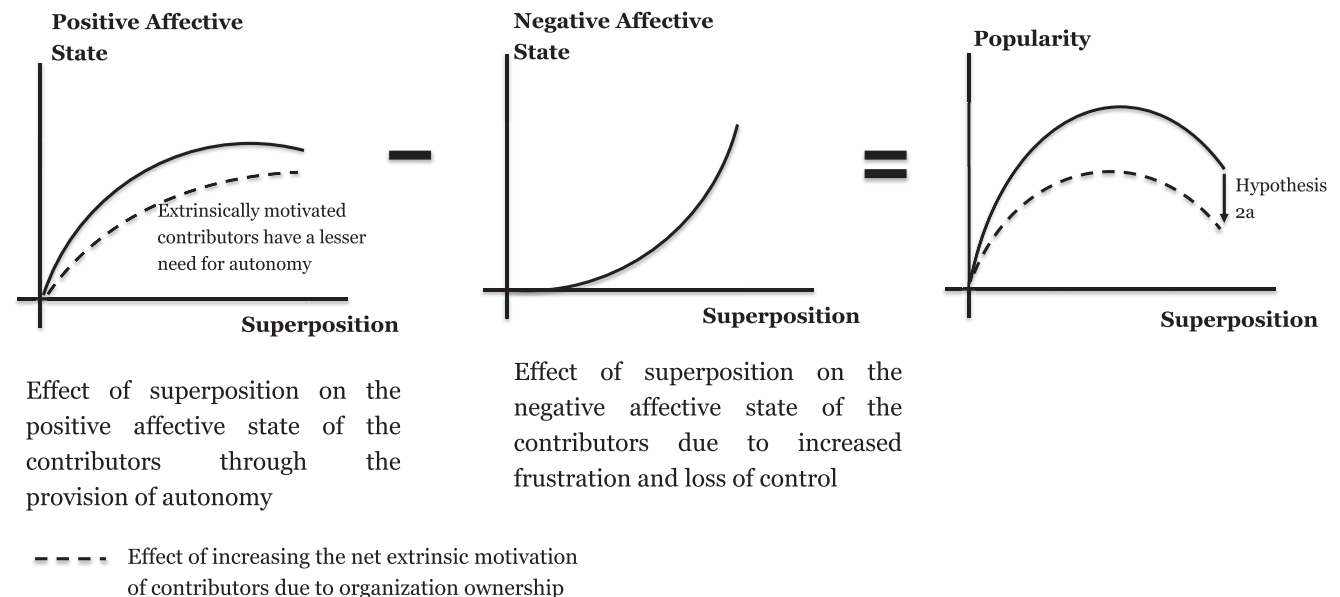 Positive Affective
State
Extrinsically motivated
contributors have a lesser
need for autonomy
Superposition
Effect of superposition on the
positive affective state of the
contributors through the
provision of autonomy
−
Negative Affective
State
Superposition
Effect of superposition on the
negative affective state of the
contributors due to increased
frustration and loss of control
=
Popularity
Hypothesis
2a
Superposition
Effect of increasing the net extrinsic motivation
of contributors due to organization ownership